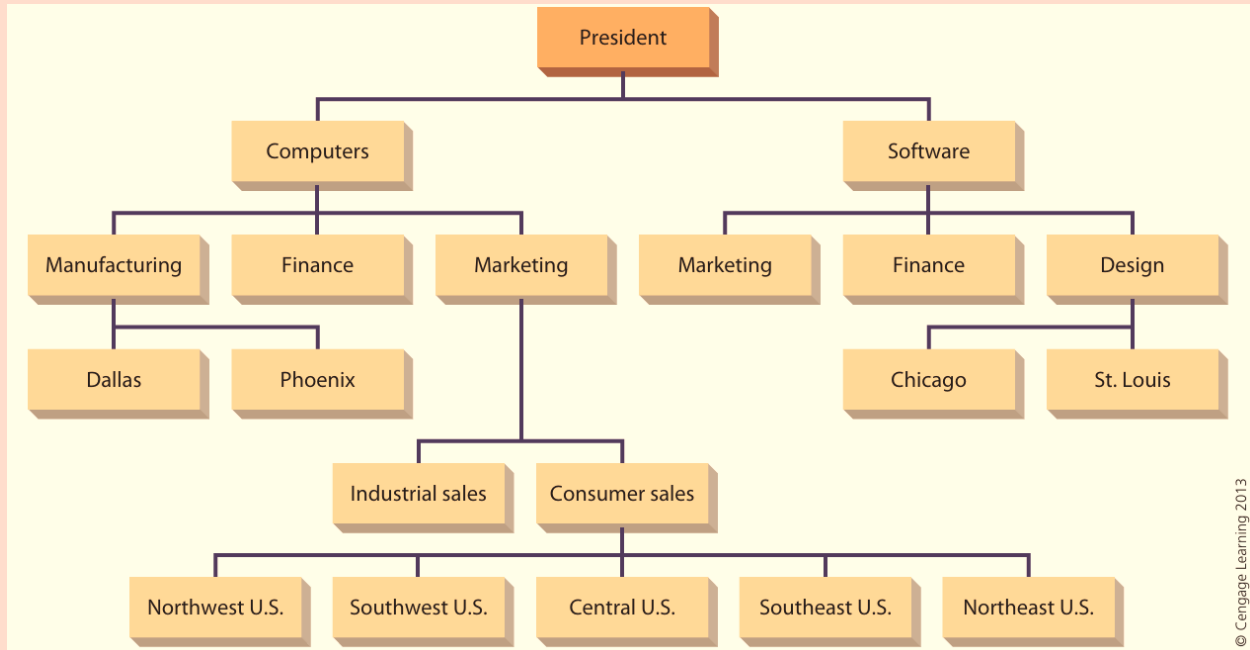 President
Computers
Software
Manufacturing
Finance
Marketing
Marketing
Finance
Design
Dallas
Phoenix
Chicago
St. Louis
Industrial sales
Consumer sales
Northwest U.S.
Southwest U.S.
Central U.S.
Southeast U.S.
Northeast U.S.
© Cengage Learning 2013